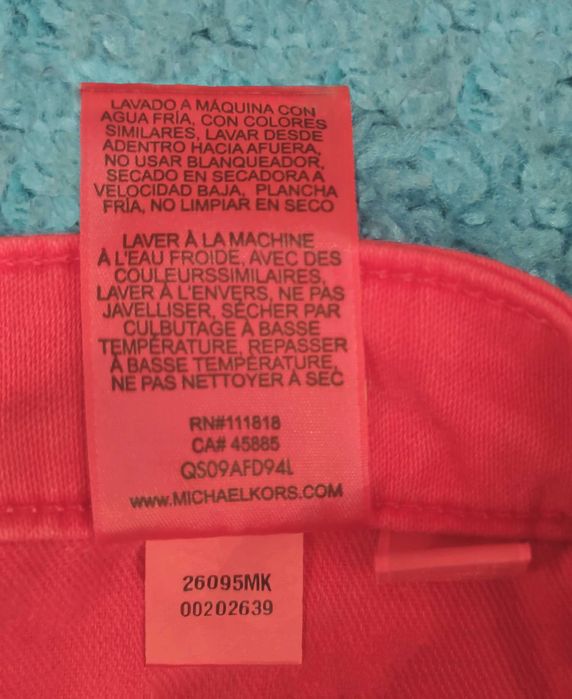 LAVADO A MÁQUINA CON
AGUA FRÍA, CON COLORES
SIMILARES, LAVAR DESDE
ADENTRO HACIA AFUERA,
NO USAR BLANQUEADOR,
SECADO EN SECADORA A
VELOCIDAD BAJA, PLANCHA
FRÍA, NO LIMPIAR EN SECO
LAVER À LA MACHINE
À L'EAU FROIDE, AVEC DES
COULEURSSIMILAIRES,
LAVER À L'ENVERS, NE PAS
JAVELLISER, SÉCHER PAR
CULBUTAGE À BASSE
TEMPÉRATURE, REPASSER
À BASSE TEMPÉRATURE,
NE PAS NETTOYER À SEC
RN#111818
CA# 45885
QS09AFD94L
www.MICHAELKORS.COM
26095MK
00202639